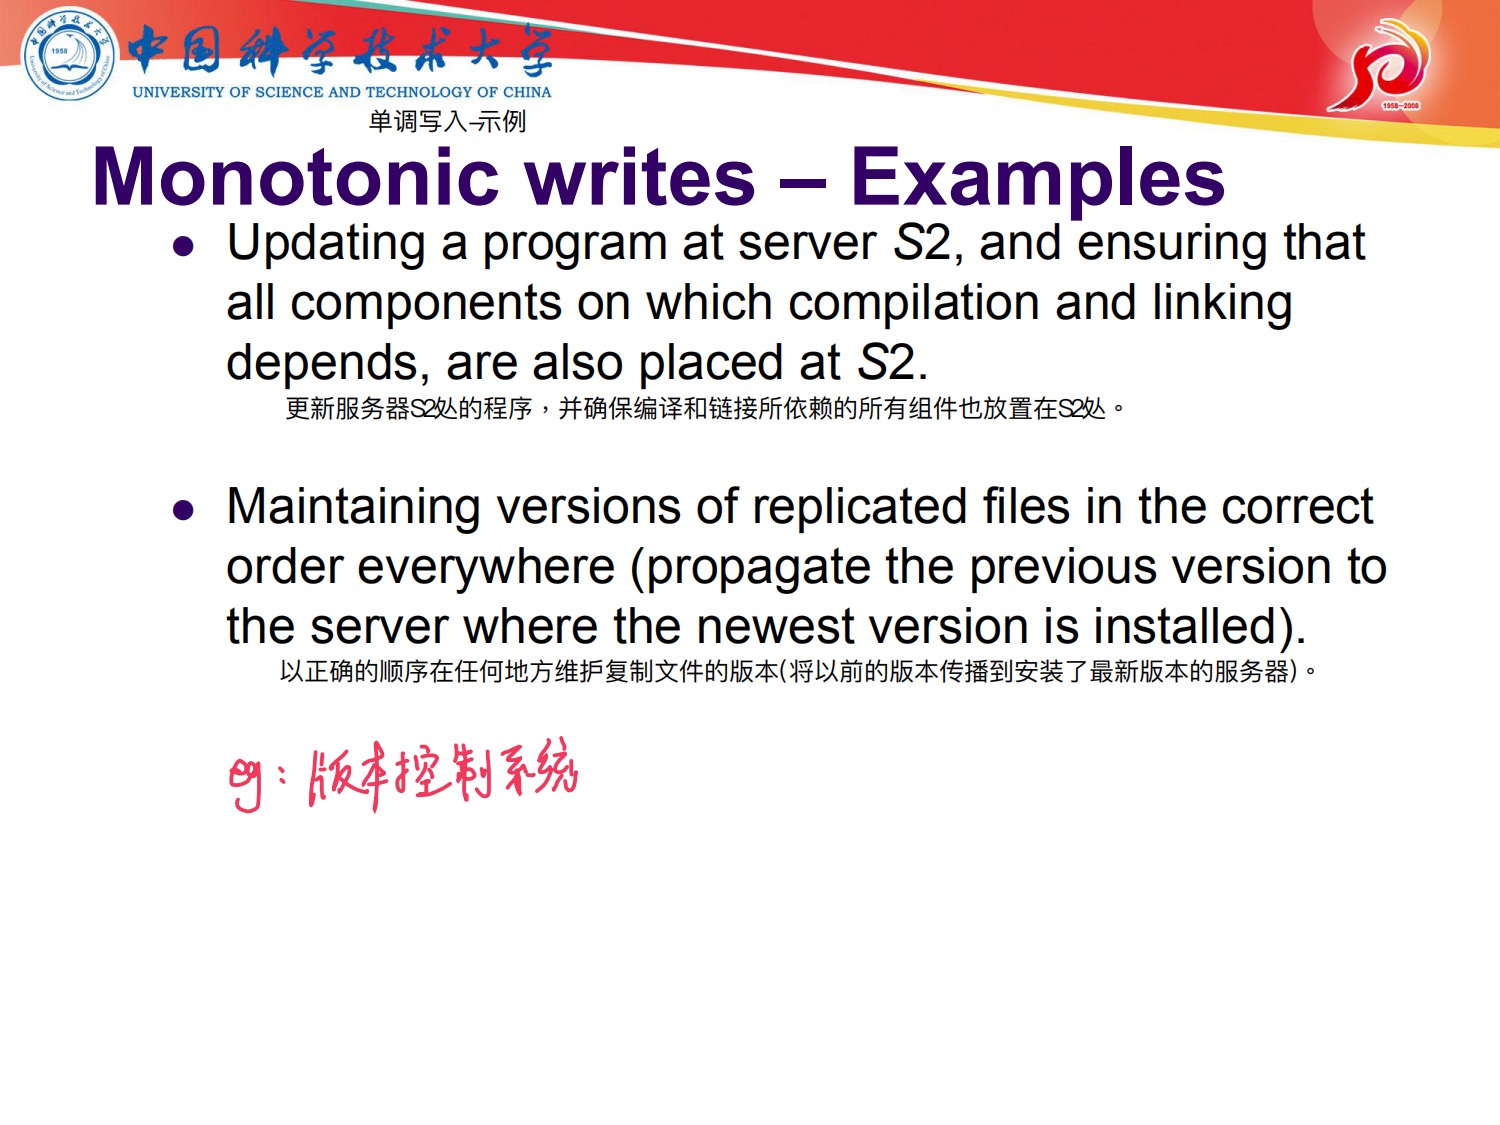 中国科学技术大学
1958
University of Science and Technology of China
UNIVERSITY OF SCIENCE AND TECHNOLOGY OF CHINA
1958-2008
单调写入–示例
Monotonic writes – Examples
Updating a program at server S2, and ensuring that
all components on which compilation and linking
depends, are also placed at S2.
更新服务器S2处的程序，并确保编译和链接所依赖的所有组件也放置在S2处。
Maintaining versions of replicated files in the correct
order everywhere (propagate the previous version to
the server where the newest version is installed).
以正确的顺序在任何地方维护复制文件的版本(将以前的版本传播到安装了最新版本的服务器)。
eg：版本控制系统